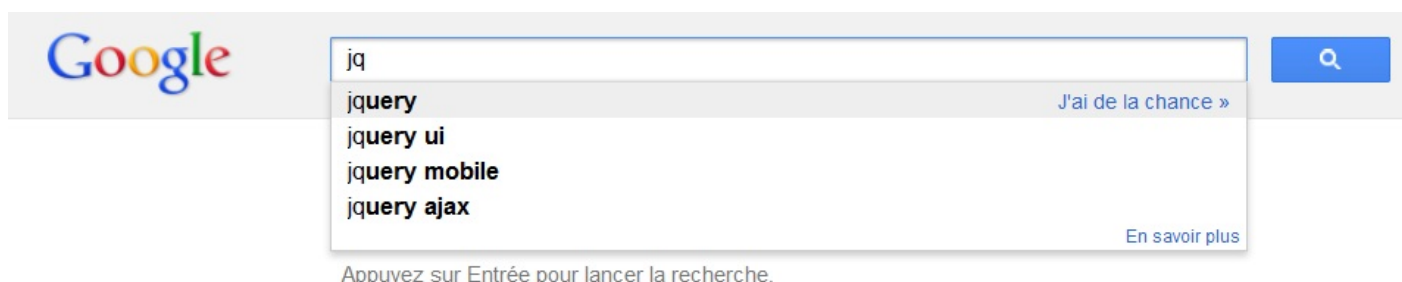 Google
jq
jquery J'ai de la chance »
jquery ui
jquery mobile
jquery ajax
En savoir plus
Appuyez sur Entrée pour lancer la recherche.